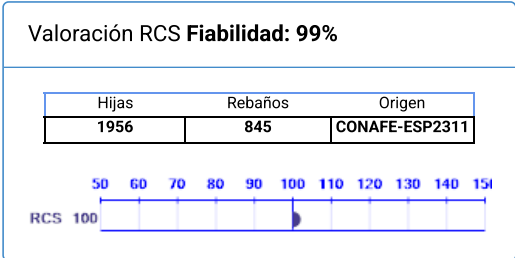 Valoración RCS Fiabilidad: 99%
Hijas Rebaños Origen
1956 845 CONAFE-ESP2311
50 60 70 80 90 100 110 120 130 140
RCS 100